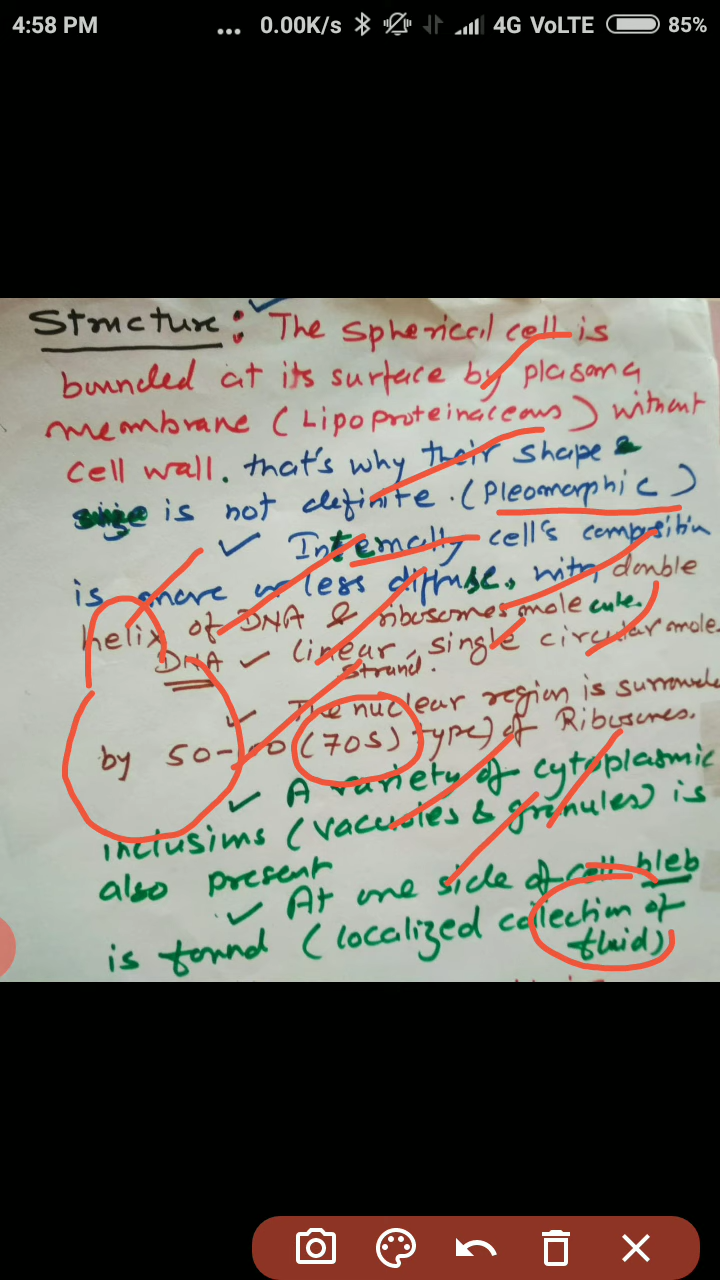 4:58 PM ... 0.00K/s 4G VoLTE 85%
Structure: The Spherical cell is
bounded at its surface by plasma
membrane (Lipoproteinaceous) without
cell wall. that's why their shape &
size is not definite. (Pleomorphic)
✓ Internally cell's composition
is more or less diffuse, with double
helix of DNA & ribosomes molecule.
DNA ✓ linear, single circular mole
strand.
✓ The nuclear region is surrounde
by 50- (70S) type) of Ribosomes.
✓ A variety of cytoplasmic
inclusions (vacuoles & granules) is
also present
✓ At one side of cell bleb
is found (localized collection of
fluid)